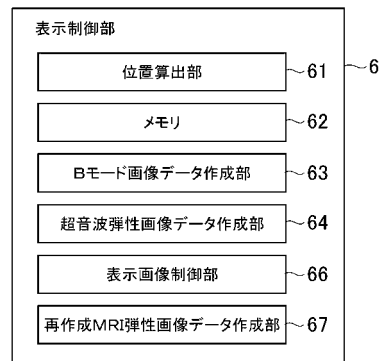 表示制御部
6
位置算出部 61
メモリ 62
Bモード画像データ作成部 63
超音波弾性画像データ作成部 64
表示画像制御部 66
再作成MRI弾性画像データ作成部 67